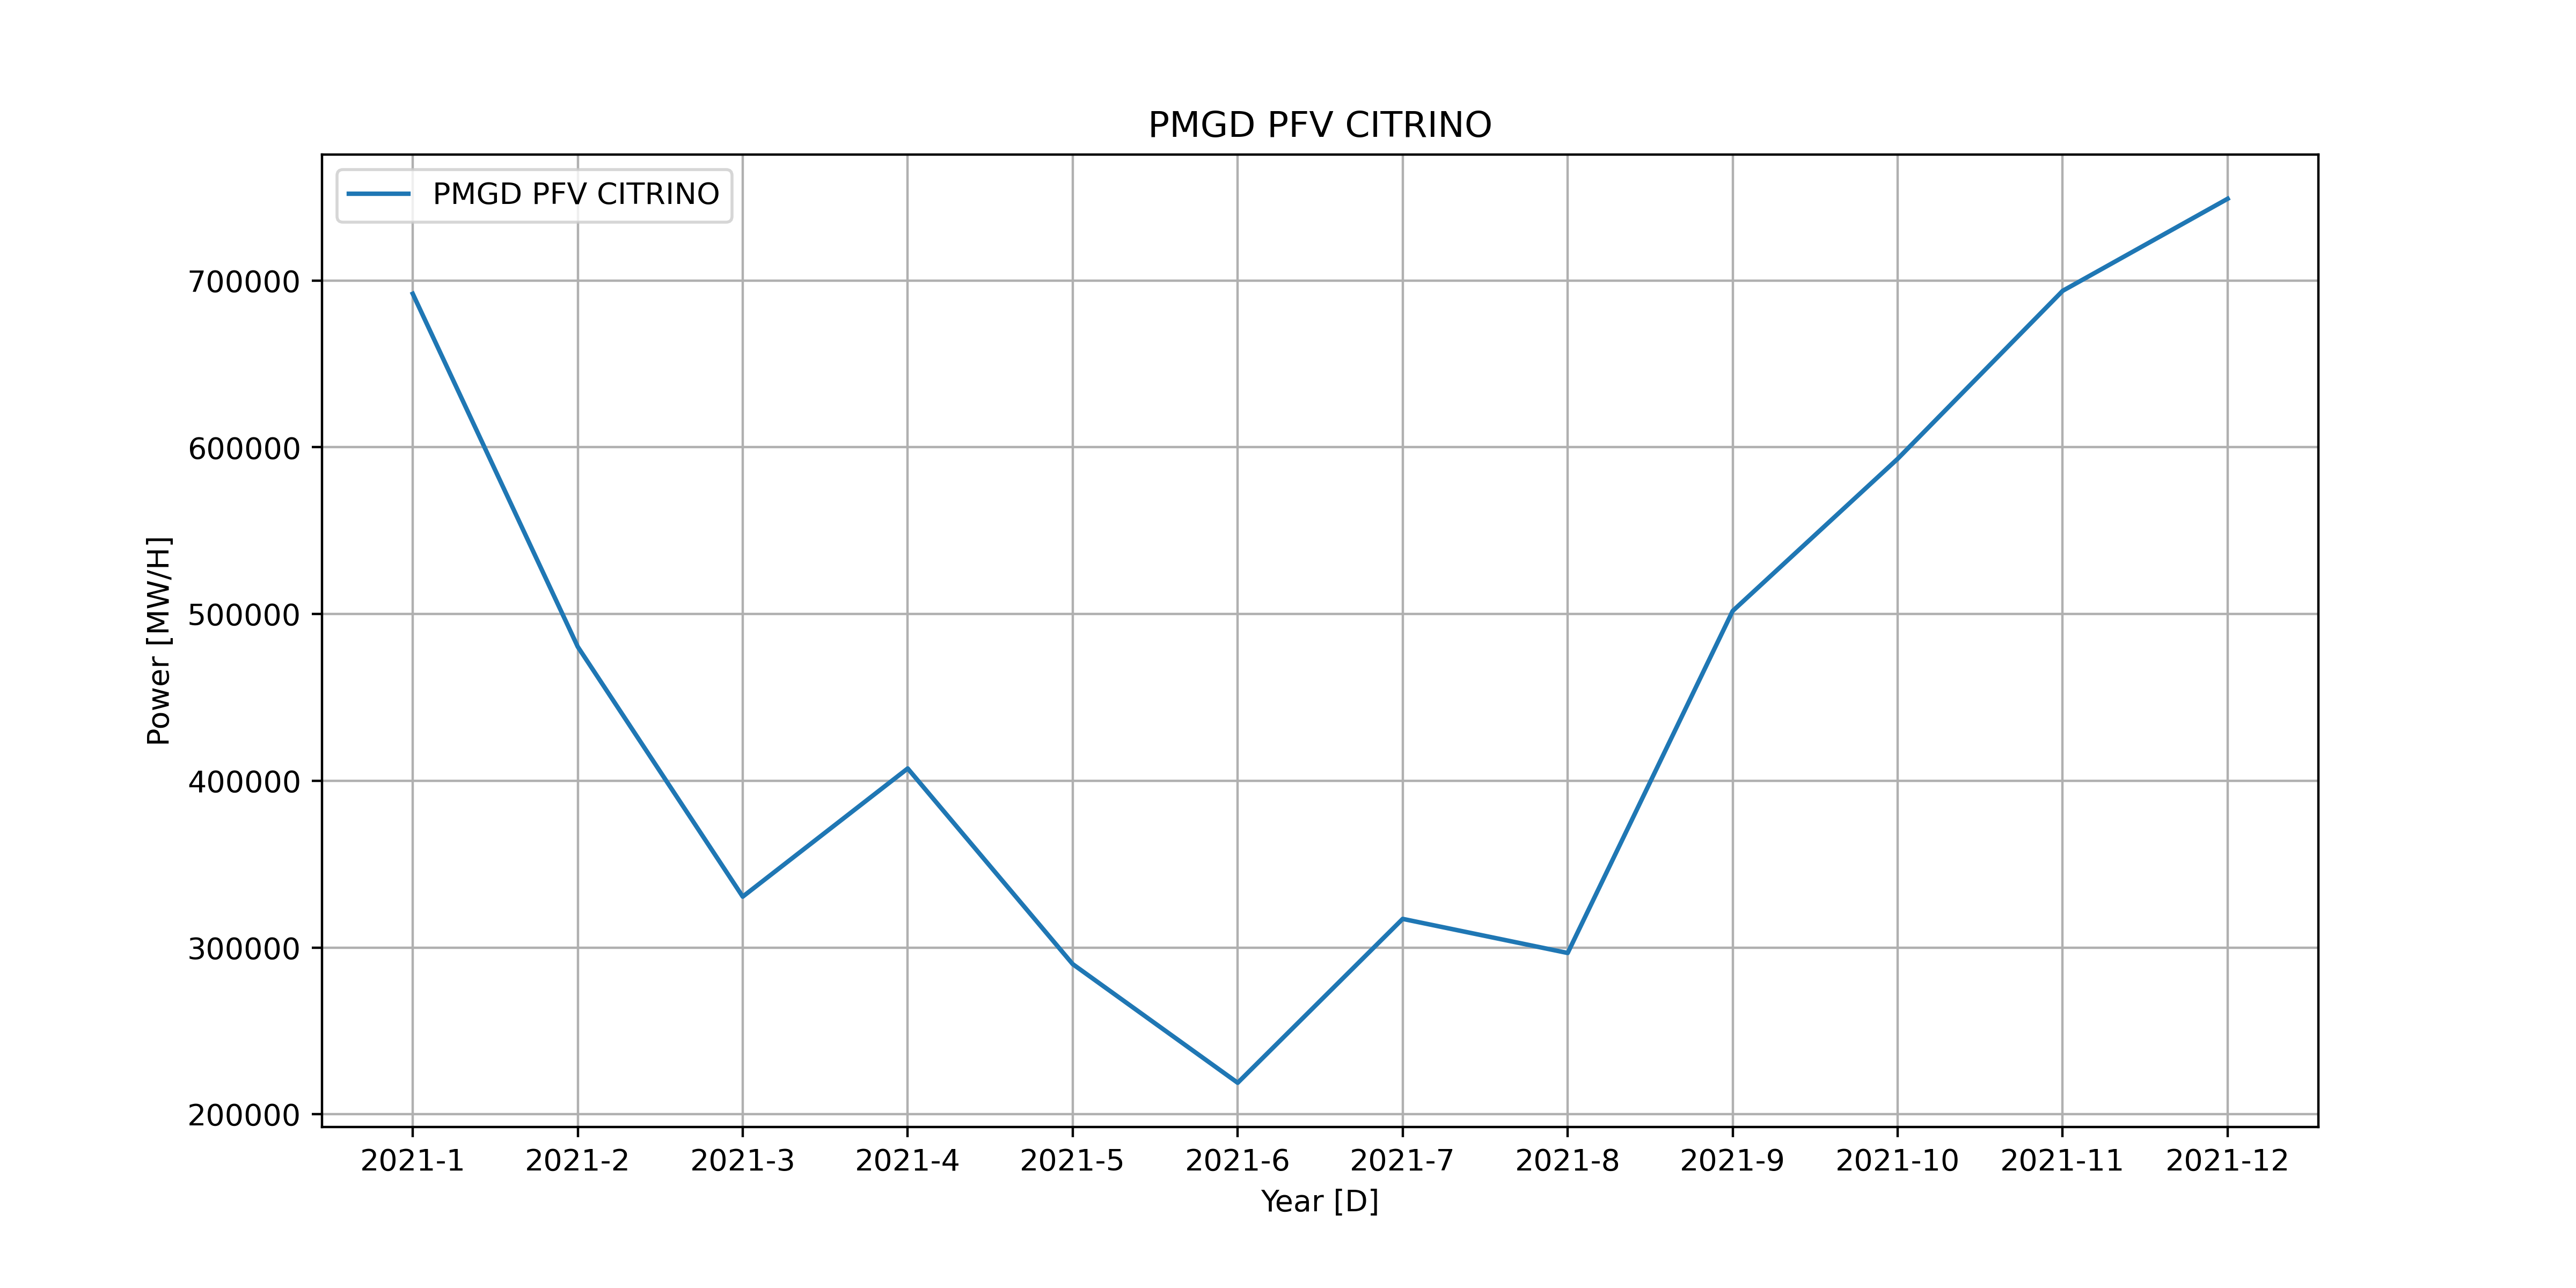 PMGD PFV CITRINO
PMGD PFV CITRINO
700000
600000
500000
400000
300000
200000
Power [MW/H]
2021-1 2021-2 2021-3 2021-4 2021-5 2021-6 2021-7 2021-8 2021-9 2021-10 2021-11 2021-12
Year [D]